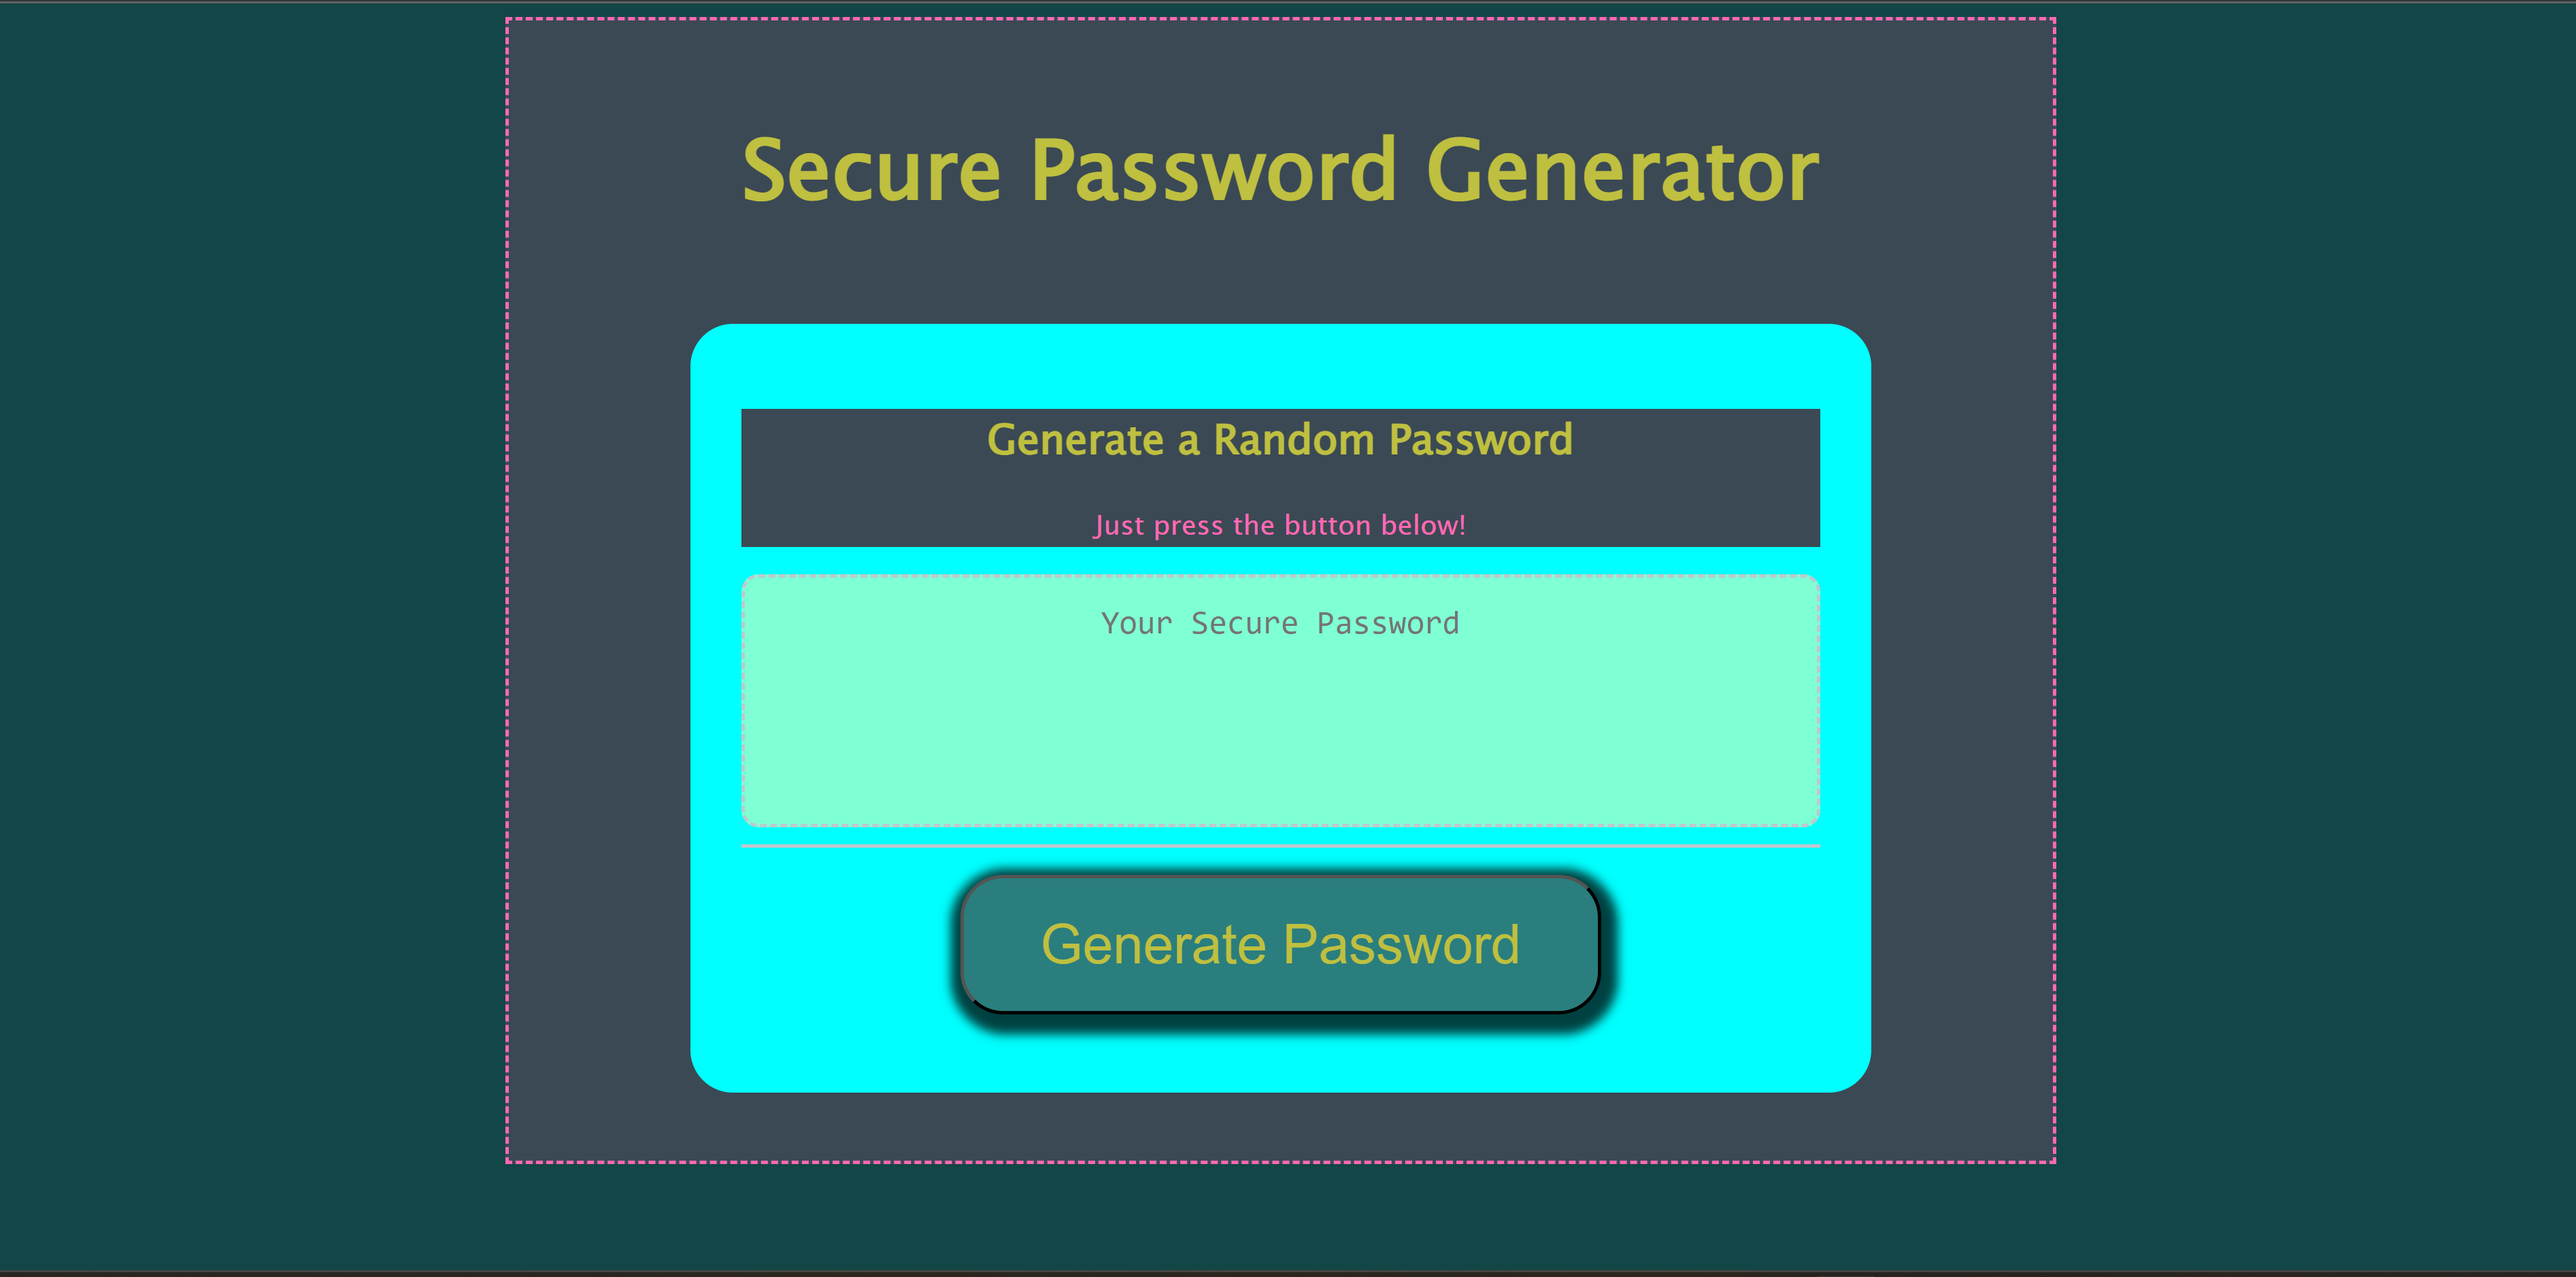 Secure Password Generator
Generate a Random Password
Just press the button below!
Your Secure Password
Generate Password